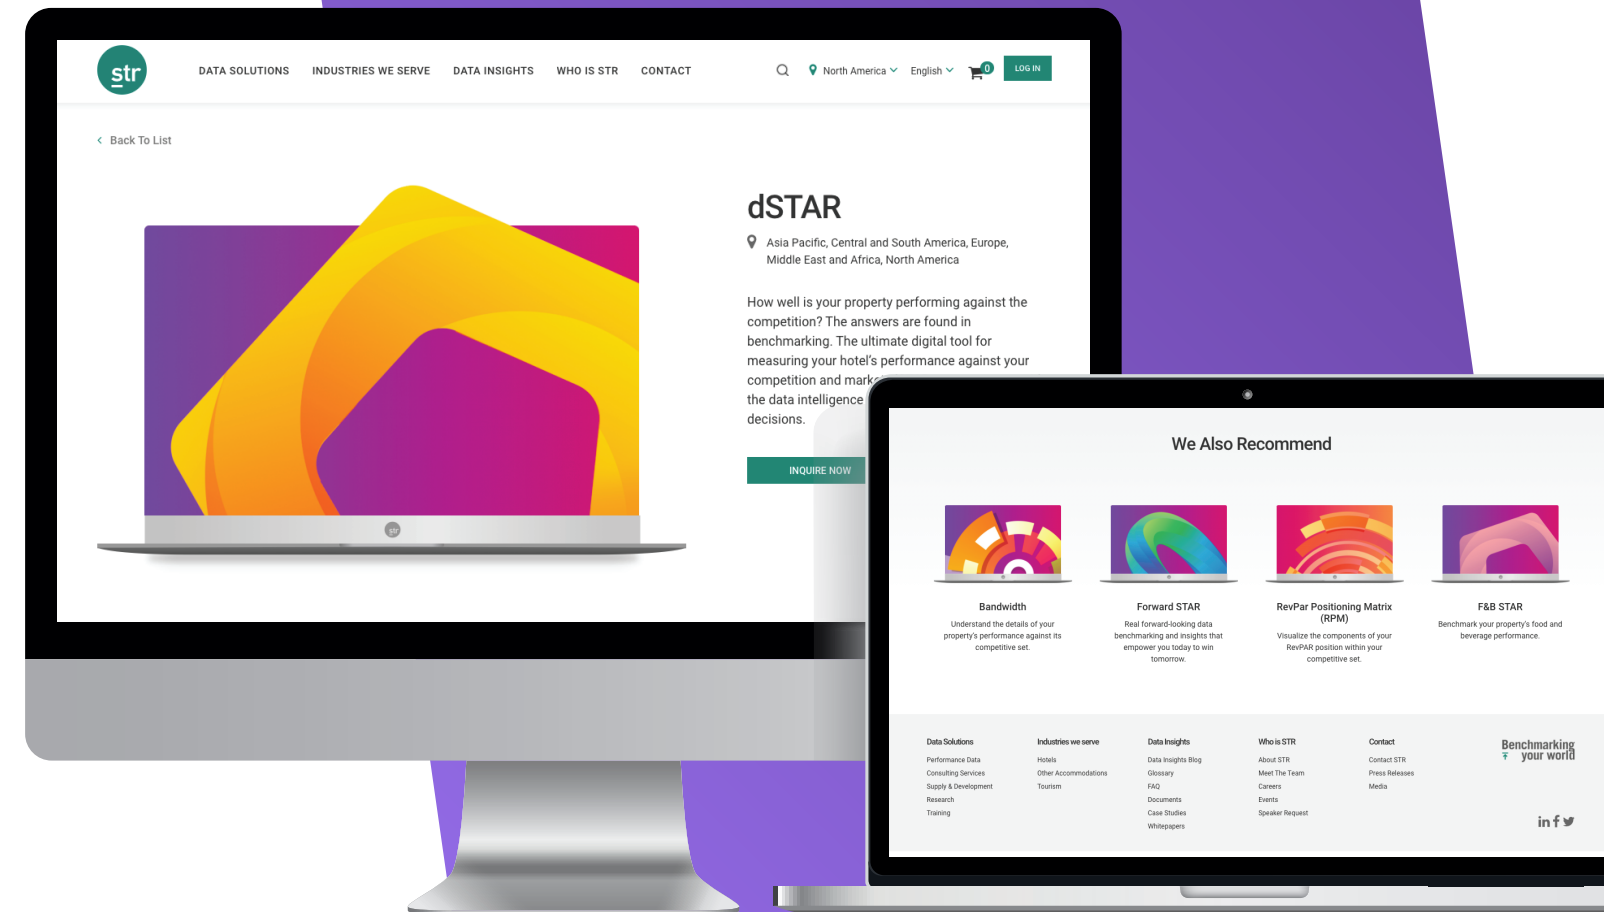 str
DATA SOLUTIONS
INDUSTRIES WE SERVE
DATA INSIGHTS
WHO IS STR
CONTACT
North America
English
0
LOG IN
Back To List
str
dSTAR
Asia Pacific, Central and South America, Europe,
Middle East and Africa, North America
How well is your property performing against the
competition? The answers are found in
benchmarking. The ultimate digital tool for
measuring your hotel's performance against your
competition and
the data intelligence
decisions.
INQUIRE NOW
We Also Recommend
Bandwidth
Understand the details of your
property's performance against its
competitive set.
Forward STAR
Real forward-looking data
benchmarking and insights that
empower you today to win
tomorrow.
RevPar Positioning Matrix
(RPM)
Visualize the components of your
RevPAR position within your
competitive set.
F&B STAR
Benchmark your property's food and
beverage performance.
Data Solutions
Performance Data
Consulting Services
Supply & Development
Research
Training
Industries we serve
Hotels
Other Accommodations
Tourism
Data Insights
Data Insights Blog
Glossary
FAQ
Documents
Case Studies
Whitepapers
Who is STR
About STR
Meet The Team
Careers
Events
Speaker Request
Contact
Contact STR
Press Releases
Media
Benchmarking
your world